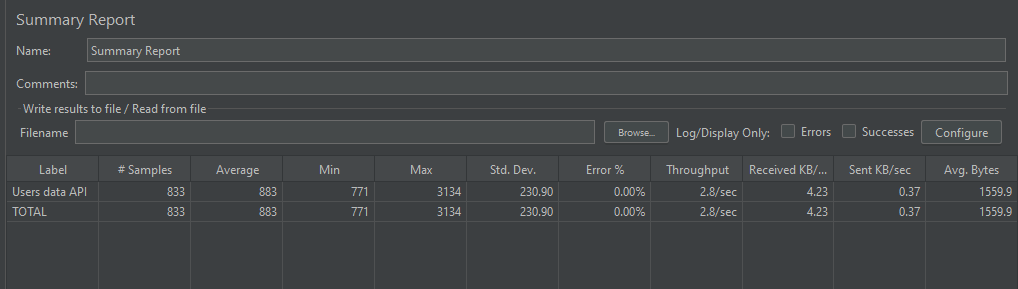 Summary Report
Name: Summary Report
Comments:
Write results to file / Read from file
Filename Browse... Log/Display Only: Errors Successes Configure
Label # Samples Average Min Max Std. Dev. Error % Throughput Received KB/... Sent KB/sec Avg. Bytes
Users data API 833 883 771 3134 230.90 0.00% 2.8/sec 4.23 0.37 1559.9
TOTAL 833 883 771 3134 230.90 0.00% 2.8/sec 4.23 0.37 1559.9